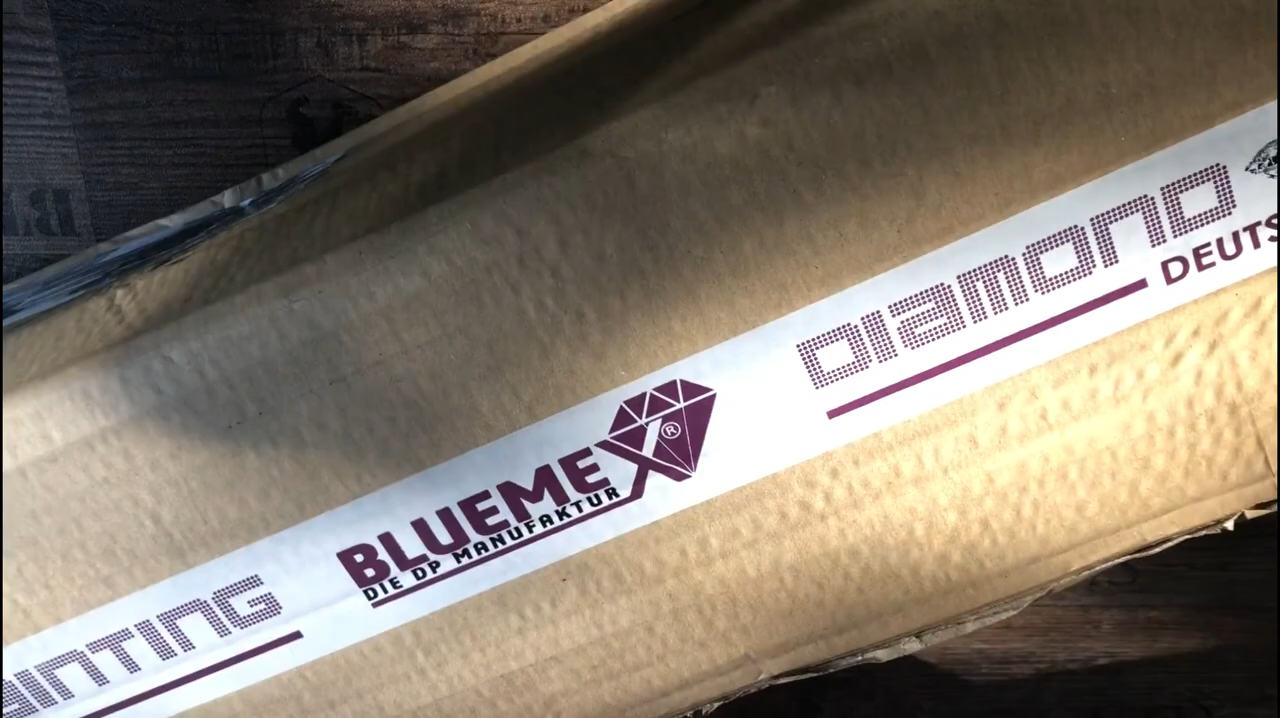 DIAMOND
DEUTS
BLUEMEX®
DIE DP MANUFAKTUR
AINTING